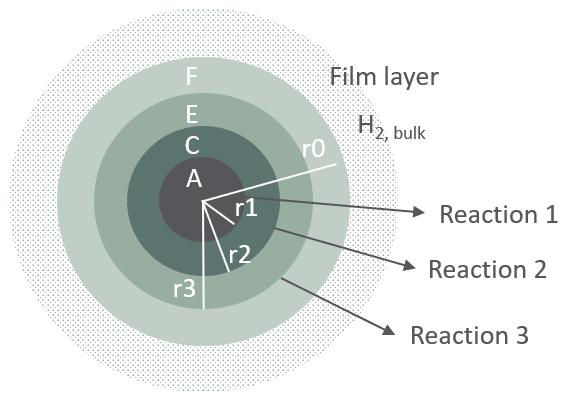 F
Film layer
E
H2, bulk
C
r0
A
r1
Reaction 1
r2
Reaction 2
r3
Reaction 3